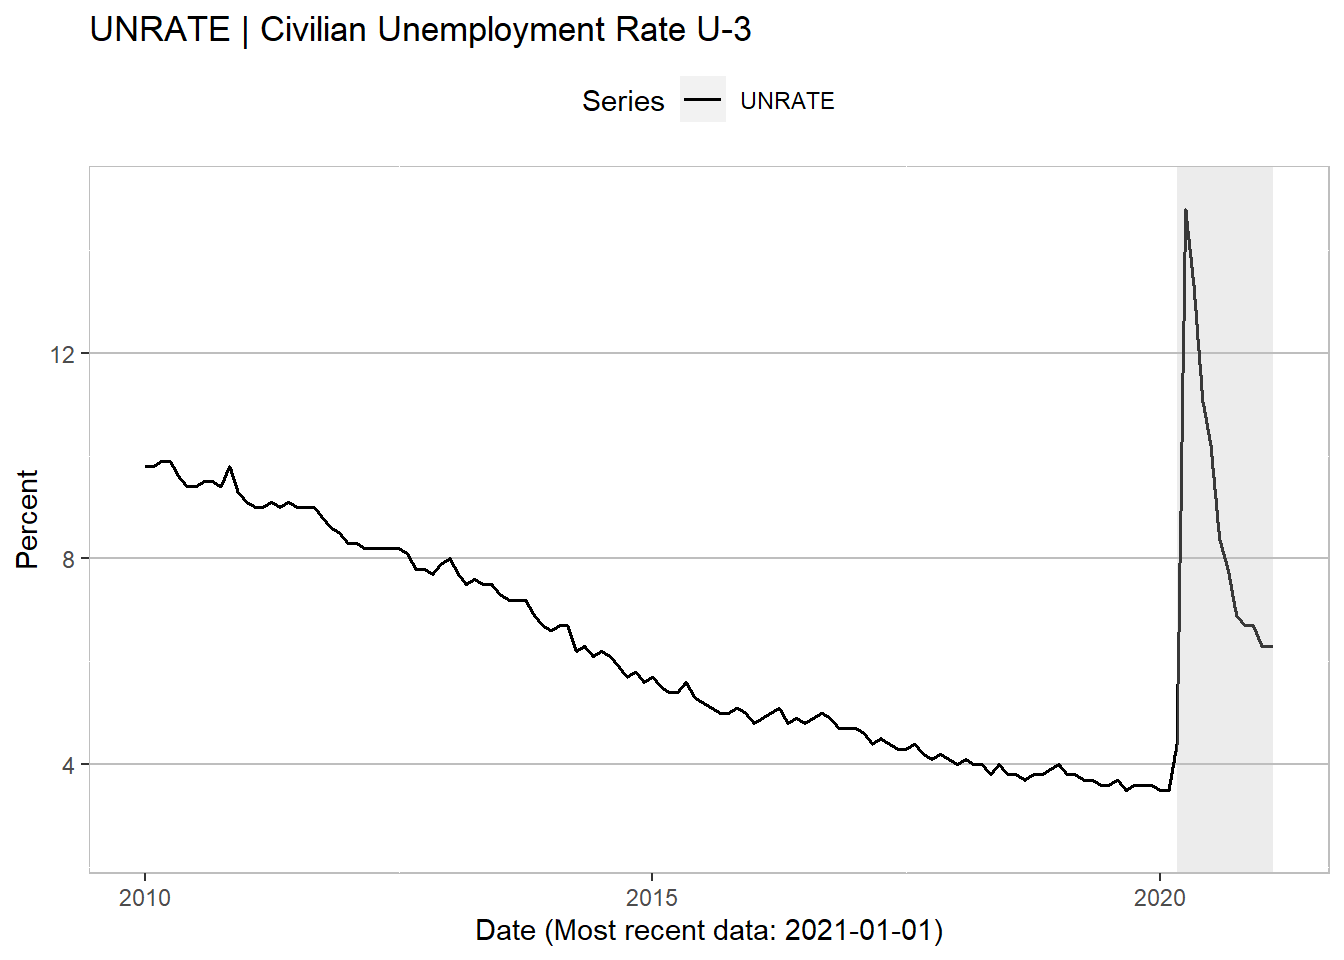 UNRATE | Civilian Unemployment Rate U-3
Series UNRATE
Percent
12
8
4
2010 2015 2020
Date (Most recent data: 2021-01-01)